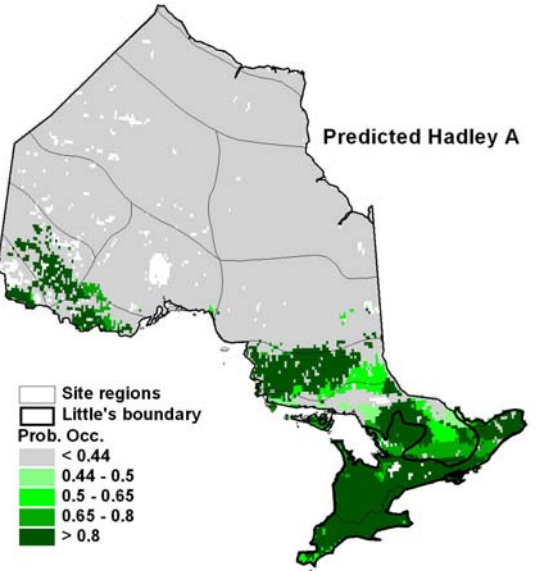 Predicted Hadley A
Site regions
Little's boundary
Prob. Occ.
< 0.44
0.44 - 0.5
0.5 - 0.65
0.65 - 0.8
> 0.8